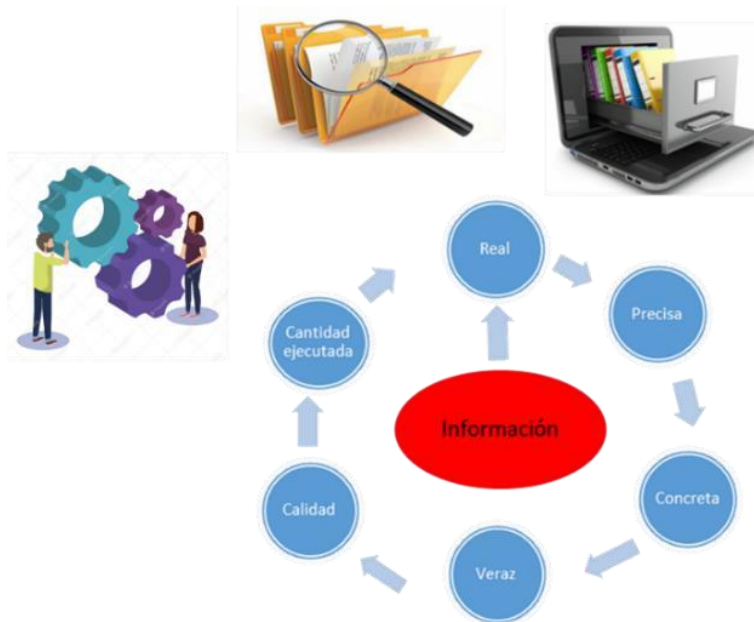 Real
Precisa
Concreta
Veraz
Calidad
Cantidad
ejecutada
Información